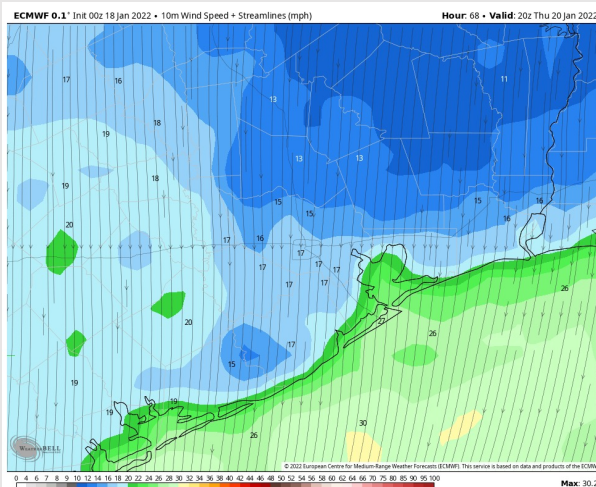 ECMWF 0.1° Init 00z 18 Jan 2022 • 10m Wind Speed + Streamlines (mph) Hour: 68 • Valid: 20z Thu 20 Jan 2022
17 16 11
13
18
19
13 13
18
19
15 15 16
15 16
20
17 16
17
17 17 17
17 17
26
20 27
26
17
15
19
19 19
30
26
WeatherBELL
© 2022 European Centre for Medium-Range Weather Forecasts (ECMWF). This service is based on data and products of the ECMW
0 4 6 7 8 9 10 12 14 16 18 20 22 24 26 28 30 32 34 36 38 40 42 44 46 48 50 52 54 56 58 60 62 64 66 70 75 80 85 90 95 100
Max: 30.2